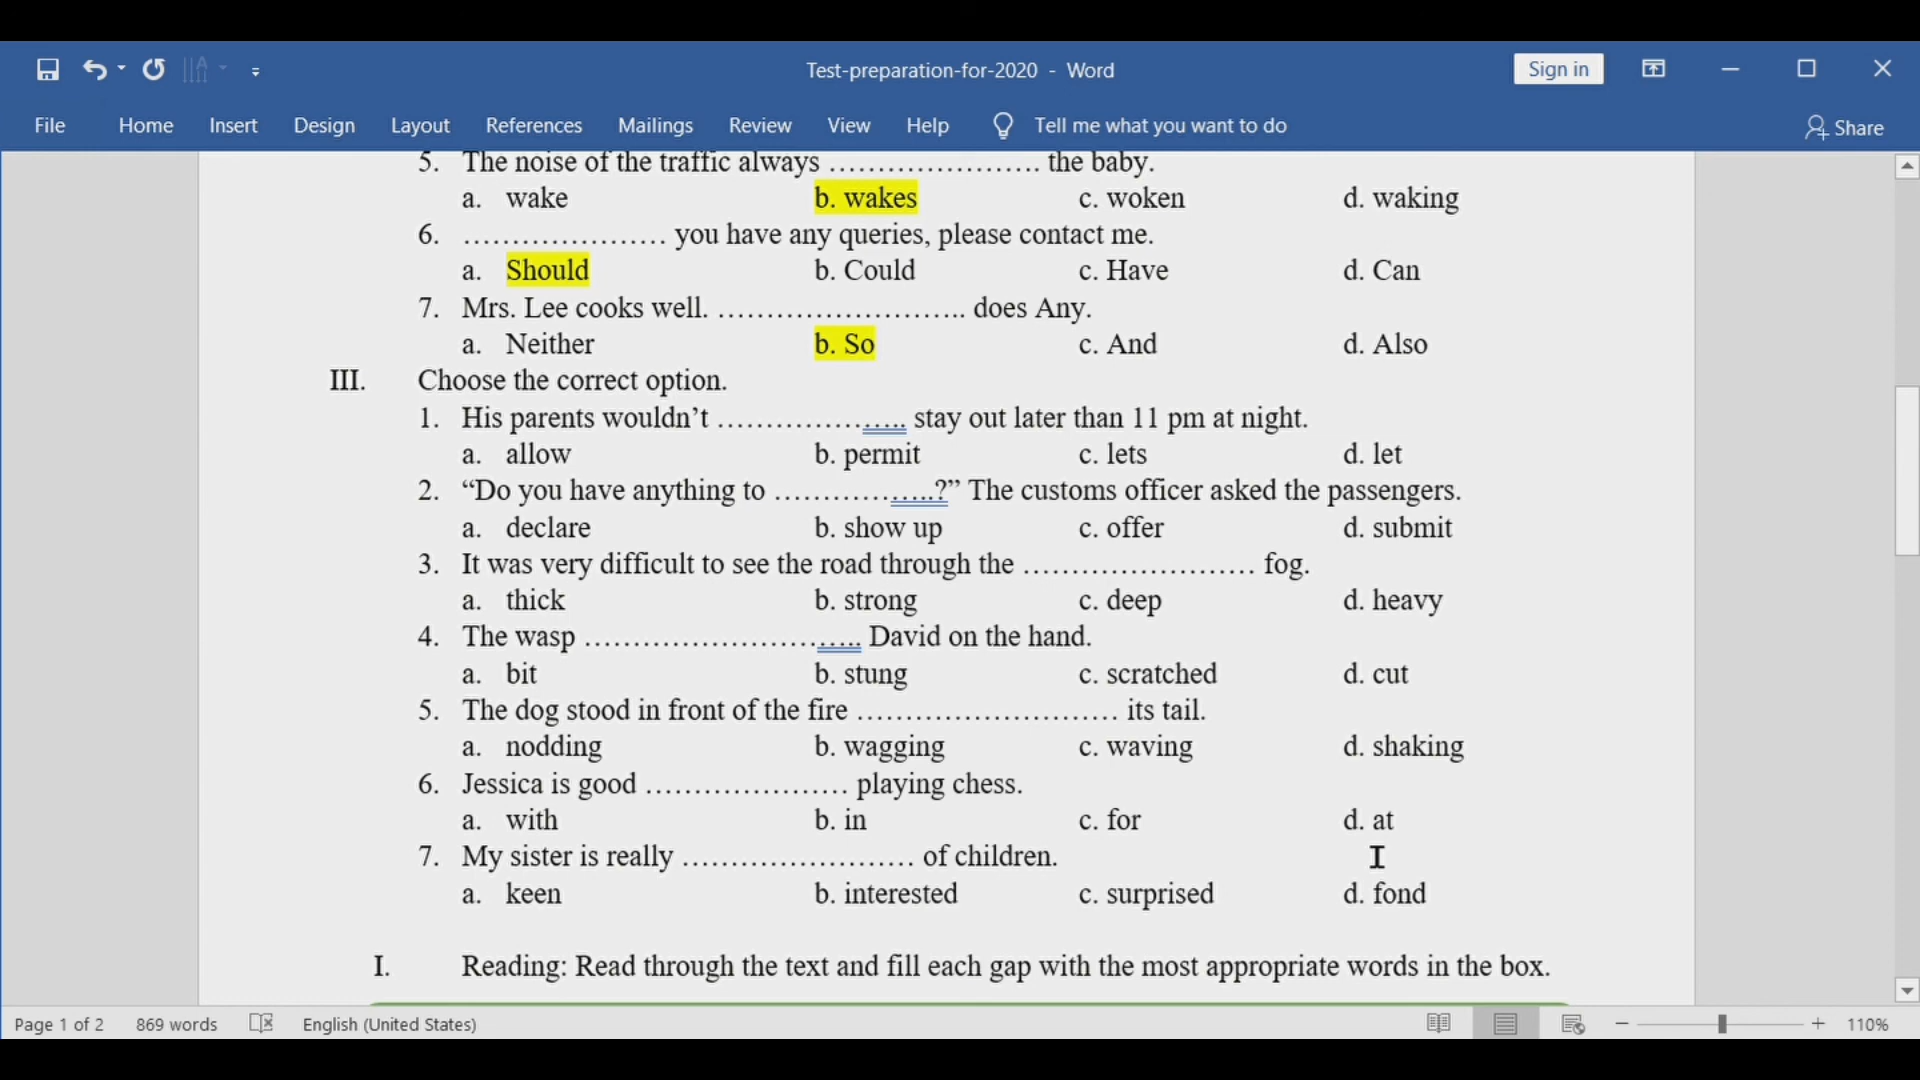 Test-preparation-for-2020 - Word
Sign in
File Home Insert Design Layout References Mailings Review View Help Tell me what you want to do Share
5. The noise of the traffic always …………………. the baby.
a. wake b. wakes c. woken d. waking
6. ………………… you have any queries, please contact me.
a. Should b. Could c. Have d. Can
7. Mrs. Lee cooks well. …………………….. does Any.
a. Neither b. So c. And d. Also
III. Choose the correct option.
1. His parents wouldn’t ……………….. stay out later than 11 pm at night.
a. allow b. permit c. lets d. let
2. “Do you have anything to ……………..?” The customs officer asked the passengers.
a. declare b. show up c. offer d. submit
3. It was very difficult to see the road through the …………………… fog.
a. thick b. strong c. deep d. heavy
4. The wasp ……………………….. David on the hand.
a. bit b. stung c. scratched d. cut
5. The dog stood in front of the fire ……………………… its tail.
a. nodding b. wagging c. waving d. shaking
6. Jessica is good ………………… playing chess.
a. with b. in c. for d. at
7. My sister is really …………………… of children.
a. keen b. interested c. surprised d. fond
I. Reading: Read through the text and fill each gap with the most appropriate words in the box.
Page 1 of 2 869 words English (United States) 110%